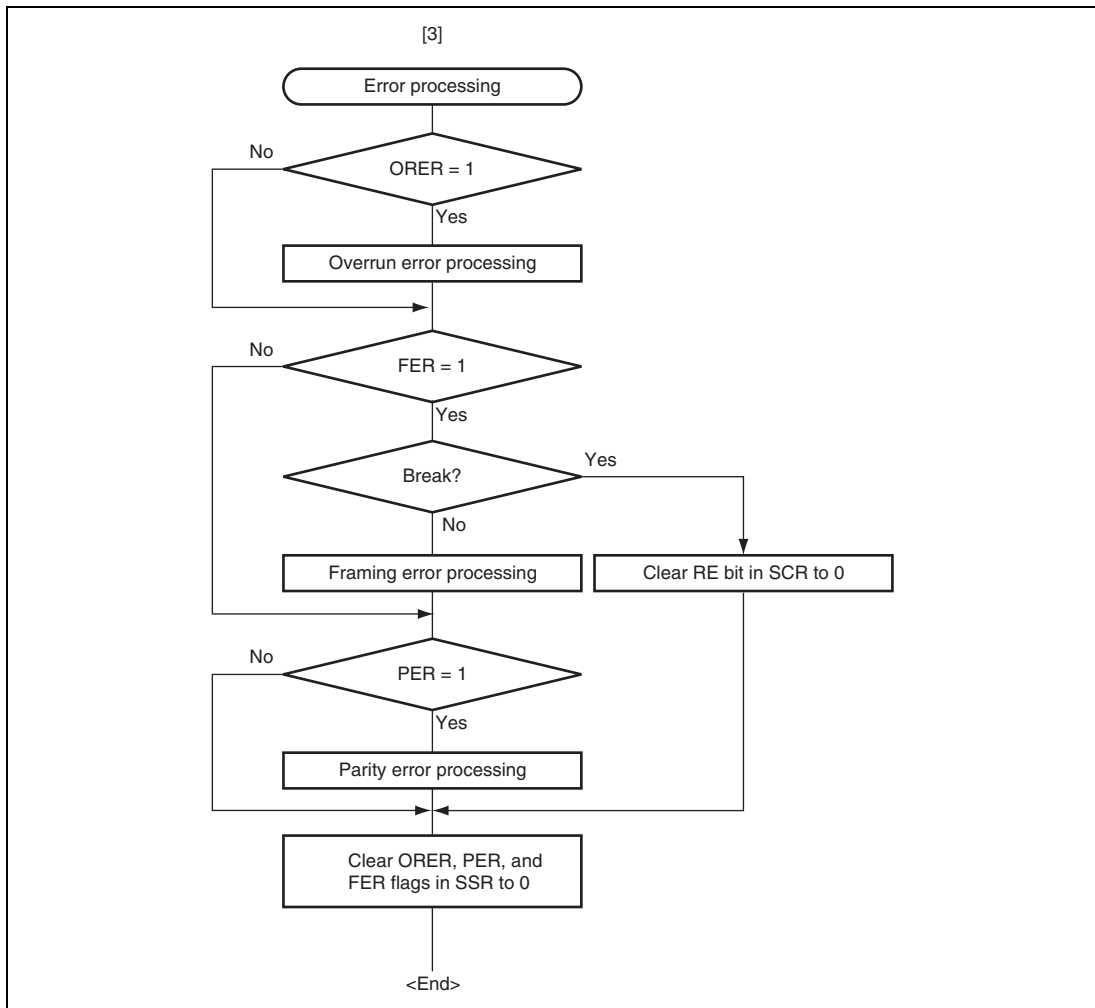 [3]
Error processing
No
ORER = 1
Yes
Overrun error processing
No
FER = 1
Yes
Break?
Yes
No
Framing error processing
Clear RE bit in SCR to 0
No
PER = 1
Yes
Parity error processing
Clear ORER, PER, and
FER flags in SSR to 0
<End>